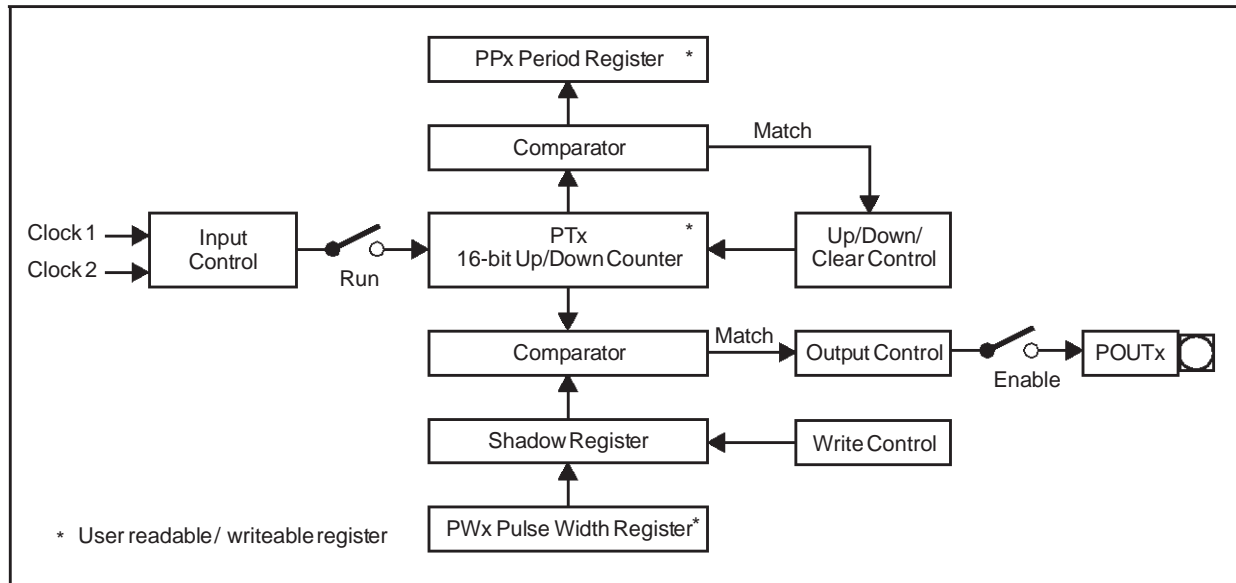 PPx Period Register *
Comparator
Match
Clock 1
Clock 2
Input
Control
Run
PTx *
16-bit Up/Down Counter
Up/Down/
Clear Control
Comparator
Match
Output Control
Enable
POUTx
Shadow Register
Write Control
PWx Pulse Width Register*
* User readable / writeable register